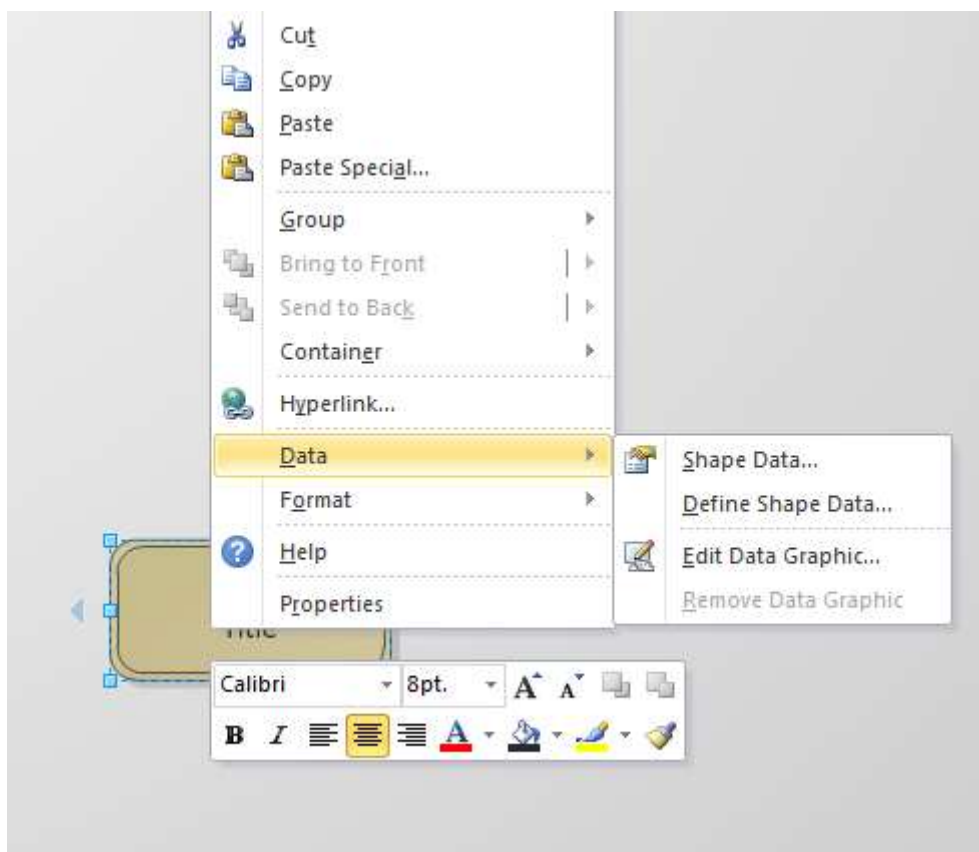 Cut
Copy
Paste
Paste Special...
Group
Bring to Front
Send to Back
Container
Hyperlink...
Data
Shape Data...
Format
Define Shape Data...
Help
Edit Data Graphic...
Properties
Remove Data Graphic
Title
Calibri 8pt. A A
B I A